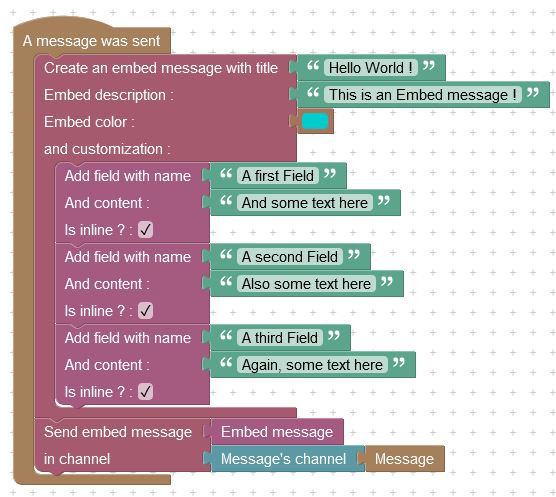 A message was sent
Create an embed message with title “ Hello World ! ”
Embed description : “ This is an Embed message ! ”
Embed color :
and customization :
Add field with name “ A first Field ”
And content : “ And some text here ”
Is inline ? : ✓
Add field with name “ A second Field ”
And content : “ Also some text here ”
Is inline ? : ✓
Add field with name “ A third Field ”
And content : “ Again, some text here ”
Is inline ? : ✓
Send embed message Embed message
in channel Message's channel Message